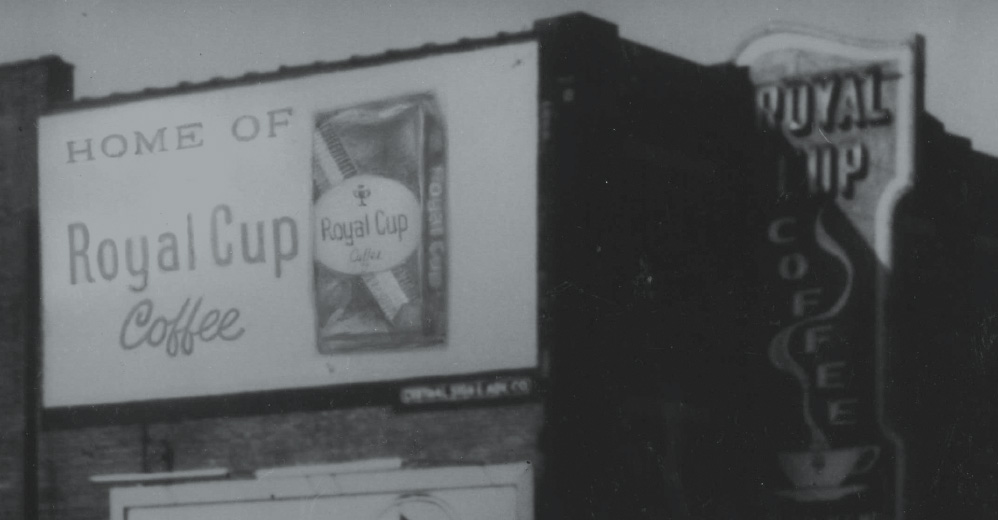 HOME OF
Royal Cup
Coffee
Royal Cup
Coffee
ROYAL CUP
ROYAL
CUP
COFFEE